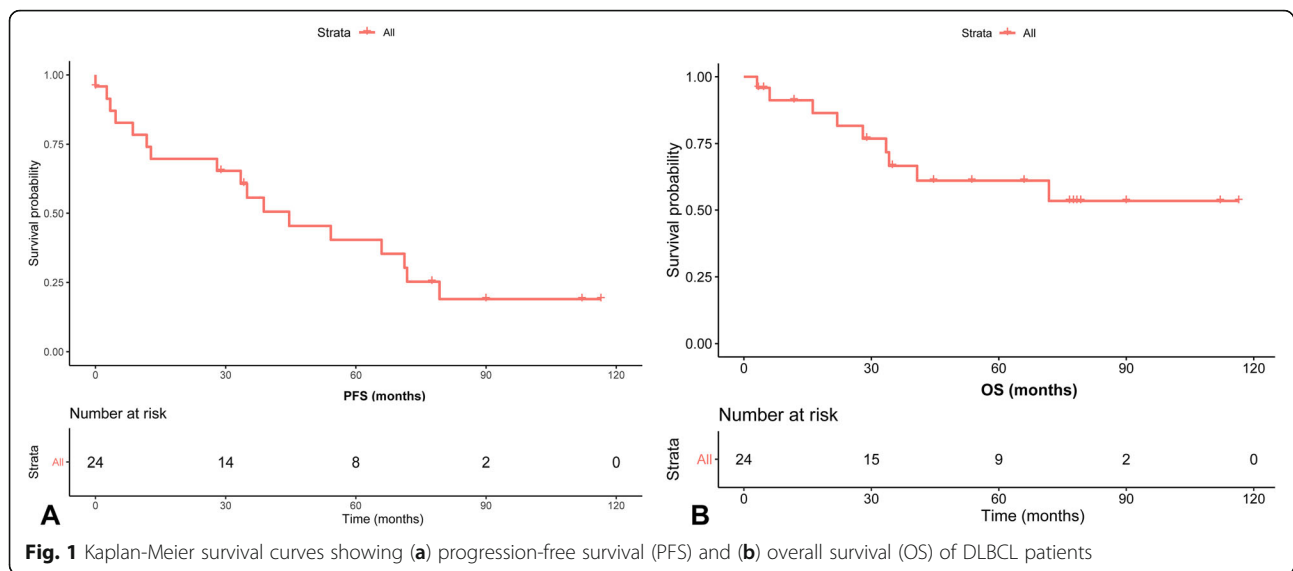 Strata All
1.00
0.75
0.50
0.25
0.00
Survival probability
0 30 60 90 120
PFS (months)
Number at risk
Strata
All 24 14 8 2 0
0 30 60 90 120
Time (months)
A
Strata All
1.00
0.75
0.50
0.25
0.00
Survival probability
0 30 60 90 120
OS (months)
Number at risk
Strata
All 24 15 9 2 0
0 30 60 90 120
Time (months)
B
Fig. 1 Kaplan-Meier survival curves showing (a) progression-free survival (PFS) and (b) overall survival (OS) of DLBCL patients